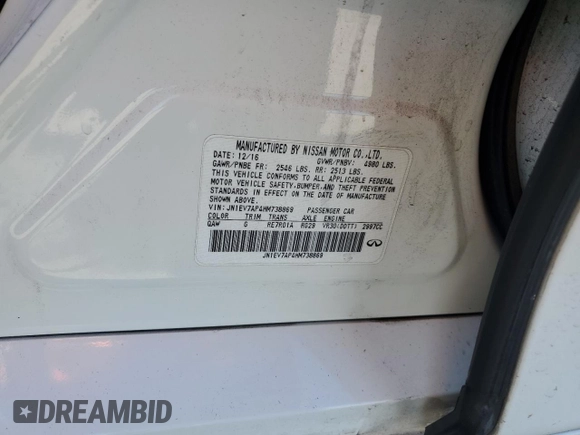 MANUFACTURED BY NISSAN MOTOR CO.,LTD.
DATE: 12/16 GVWR/PNBV: 4880 LBS.
GAWR/PNBE FR: 2546 LBS. RR: 2513 LBS.
THIS VEHICLE CONFORMS TO ALL APPLICABLE FEDERAL
MOTOR VEHICLE SAFETY,BUMPER,AND THEFT PREVENTION
STANDARDS IN EFFECT ON THE DATE OF MANUFACTURE
SHOWN ABOVE.
VIN: JN1EV7AP4HM738869 PASSENGER CAR
COLOR TRIM TRANS AXLE ENGINE
QAW G RE7R01A RG29 VR30(DDTT) 2997CC
JN1EV7AP4HM738869
DREAMBID